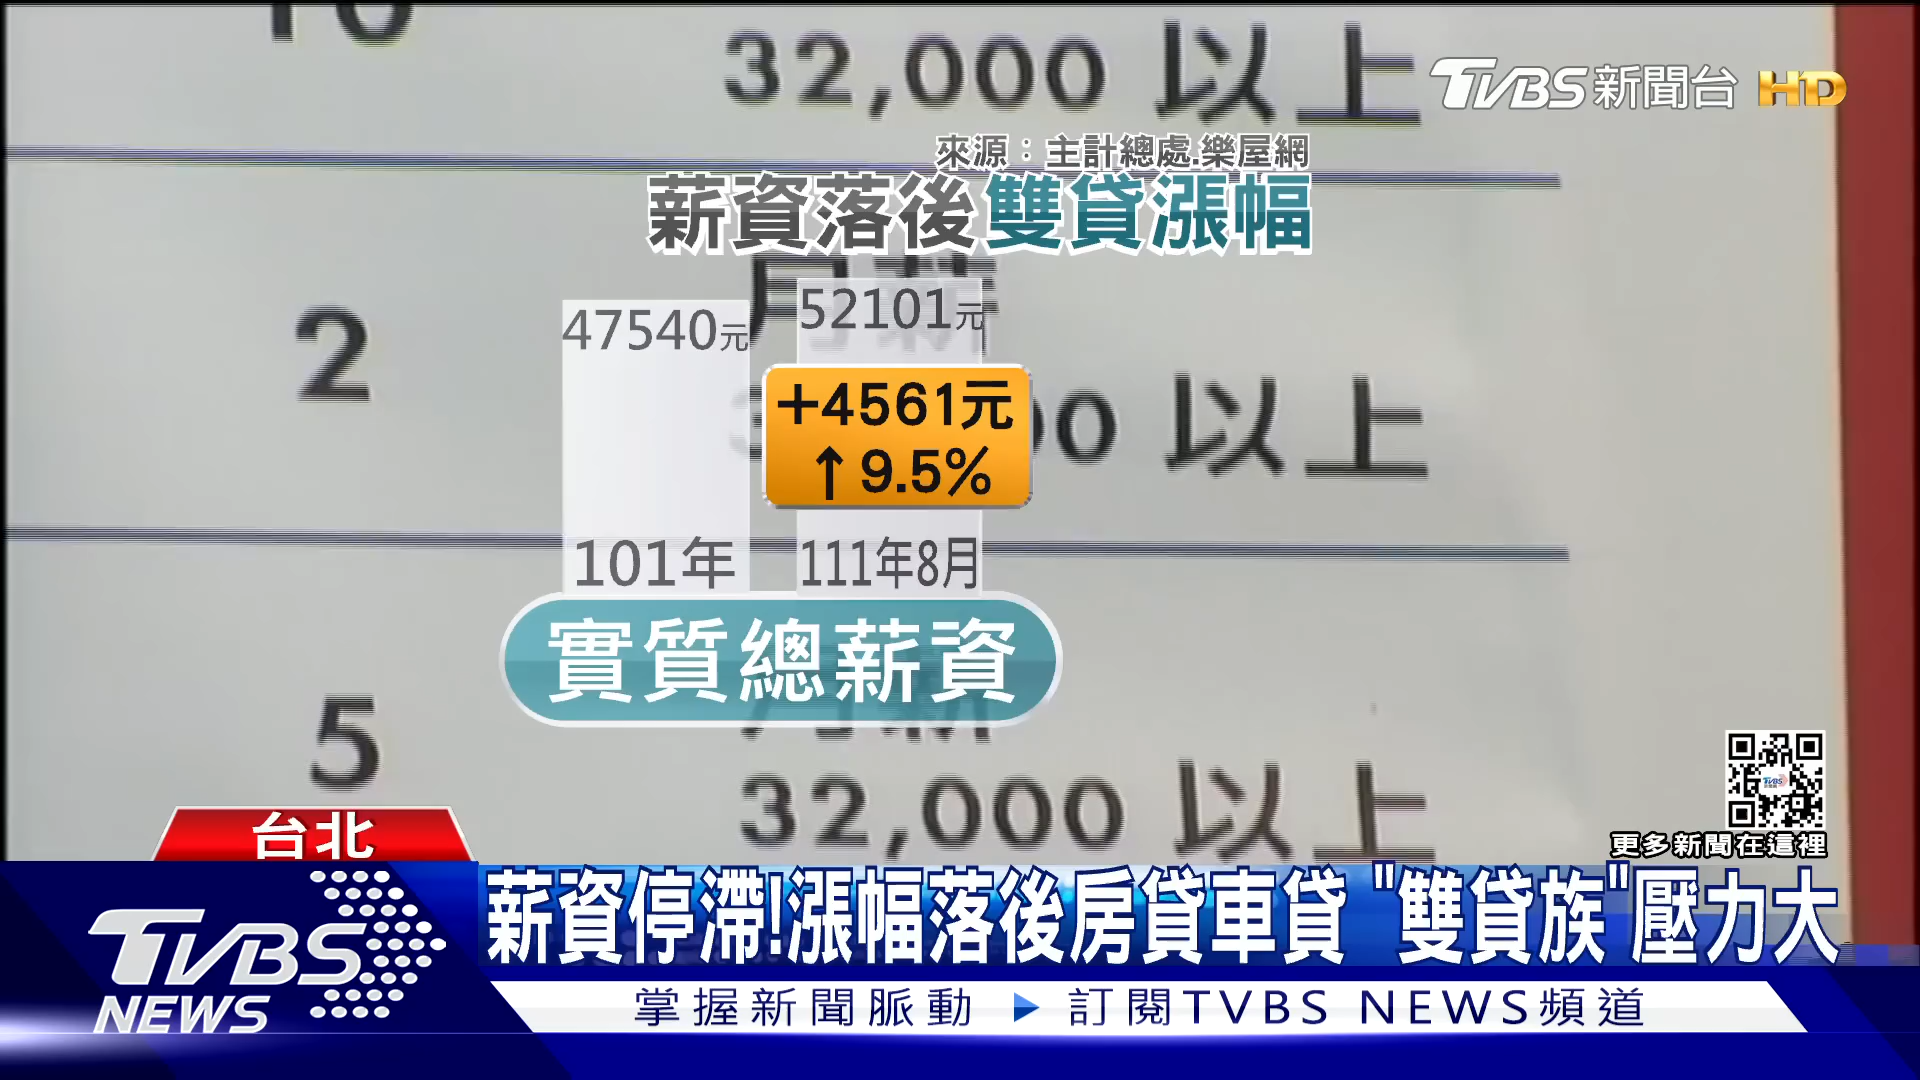 32,000 以上
TVBS新聞台 HD
來源：主計總處.樂屋網
薪資落後雙貸漲幅
2
47540元
52101元
+4561元
↑9.5%
以上
101年
111年8月
實質總薪資
5
32,000 以上
更多新聞在這裡
台北
薪資停滯!漲幅落後房貸車貸 "雙貸族"壓力大
TVBS NEWS
掌握新聞脈動 ▶ 訂閱TVBS NEWS頻道